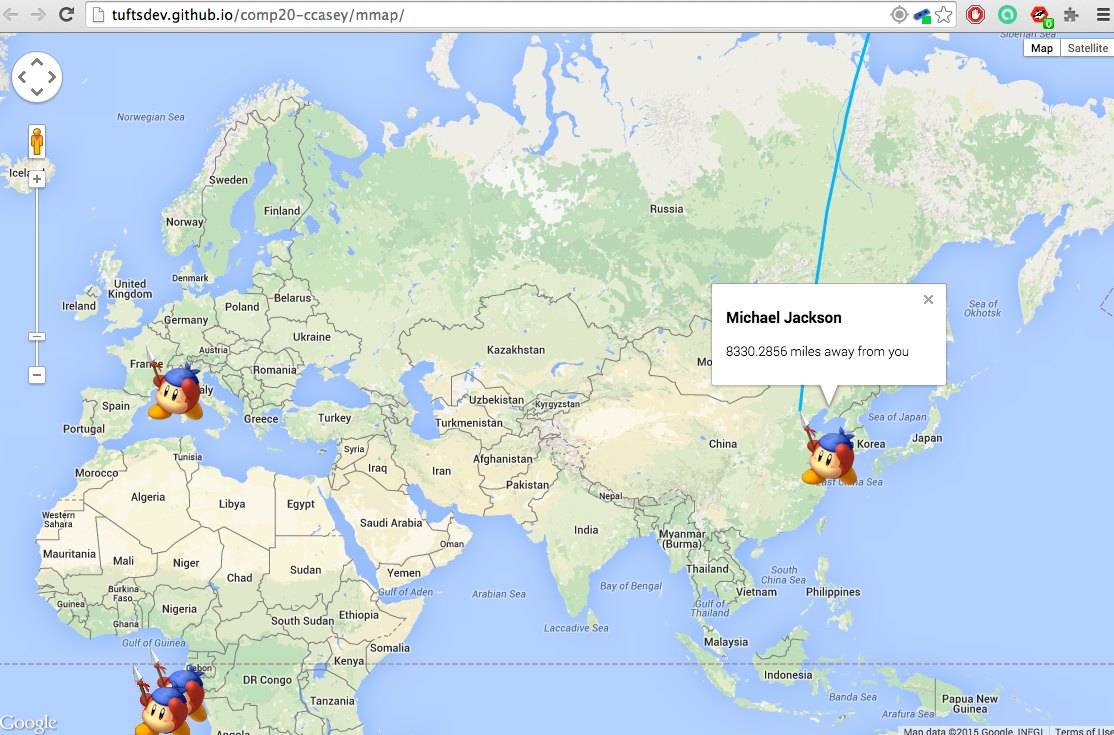 tuftsdev.github.io/comp20-ccasey/mmap/
0
Siberian Sea
Map Satellite
Norwegian Sea
Sweden
Finland
Norway
Russia
United
Kingdom
Denmark
Ireland
Belarus
Poland
Germany
Ukraine
Austria
France
Romania
Kazakhstan
Sea of
Okhotsk
Michael Jackson
8330.2856 miles away from you
Spain
Greece
Turkey
Uzbekistan
Kyrgyzstan
Turkmenistan
Portugal
Sea of Japan
Korea
Japan
China
Tunisia
Syria
Iraq
Iran
Afghanistan
Morocco
Pakistan
East China Sea
Algeria
Libya
Egypt
Nepal
Western
Sahara
Saudi Arabia
India
Myanmar
(Burma)
Oman
Mauritania
Mali
Niger
Chad
Sudan
Yemen
Thailand
South
China Sea
Gulf of Aden
Arabian Sea
Bay of Bengal
Vietnam
Philippines
Burkina
Faso
Guinea
Nigeria
Ghana
Ethiopia
South Sudan
Gulf of
Thailand
Laccadive Sea
Gulf of Guinea
Somalia
Malaysia
Kenya
Gabon
DR Congo
Indonesia
Tanzania
Banda Sea
Papua New
Guinea
Arafura Sea
Google
Angola
Map data ©2015 Google, INEGI
Terms of Use